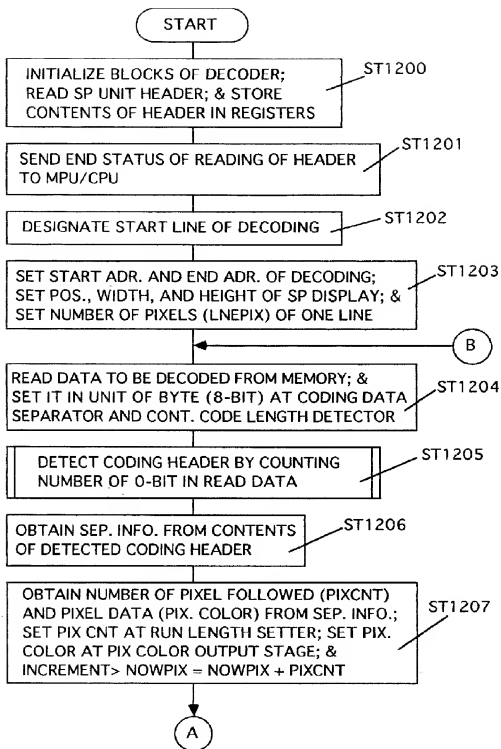 START
INITIALIZE BLOCKS OF DECODER;
READ SP UNIT HEADER; & STORE
CONTENTS OF HEADER IN REGISTERS
ST1200
SEND END STATUS OF READING OF HEADER
TO MPU/CPU
ST1201
DESIGNATE START LINE OF DECODING
ST1202
SET START ADR. AND END ADR. OF DECODING;
SET POS., WIDTH, AND HEIGHT OF SP DISPLAY; &
SET NUMBER OF PIXELS (LNEPIX) OF ONE LINE
ST1203
B
READ DATA TO BE DECODED FROM MEMORY; &
SET IT IN UNIT OF BYTE (8-BIT) AT CODING DATA
SEPARATOR AND CONT. CODE LENGTH DETECTOR
ST1204
DETECT CODING HEADER BY COUNTING
NUMBER OF 0-BIT IN READ DATA
ST1205
OBTAIN SEP. INFO. FROM CONTENTS
OF DETECTED CODING HEADER
ST1206
OBTAIN NUMBER OF PIXEL FOLLOWED (PIXCNT)
AND PIXEL DATA (PIX. COLOR) FROM SEP. INFO.;
SET PIX CNT AT RUN LENGTH SETTER; SET PIX.
COLOR AT PIX COLOR OUTPUT STAGE; &
INCREMENT> NOWPIX = NOWPIX + PIXCNT
ST1207
A